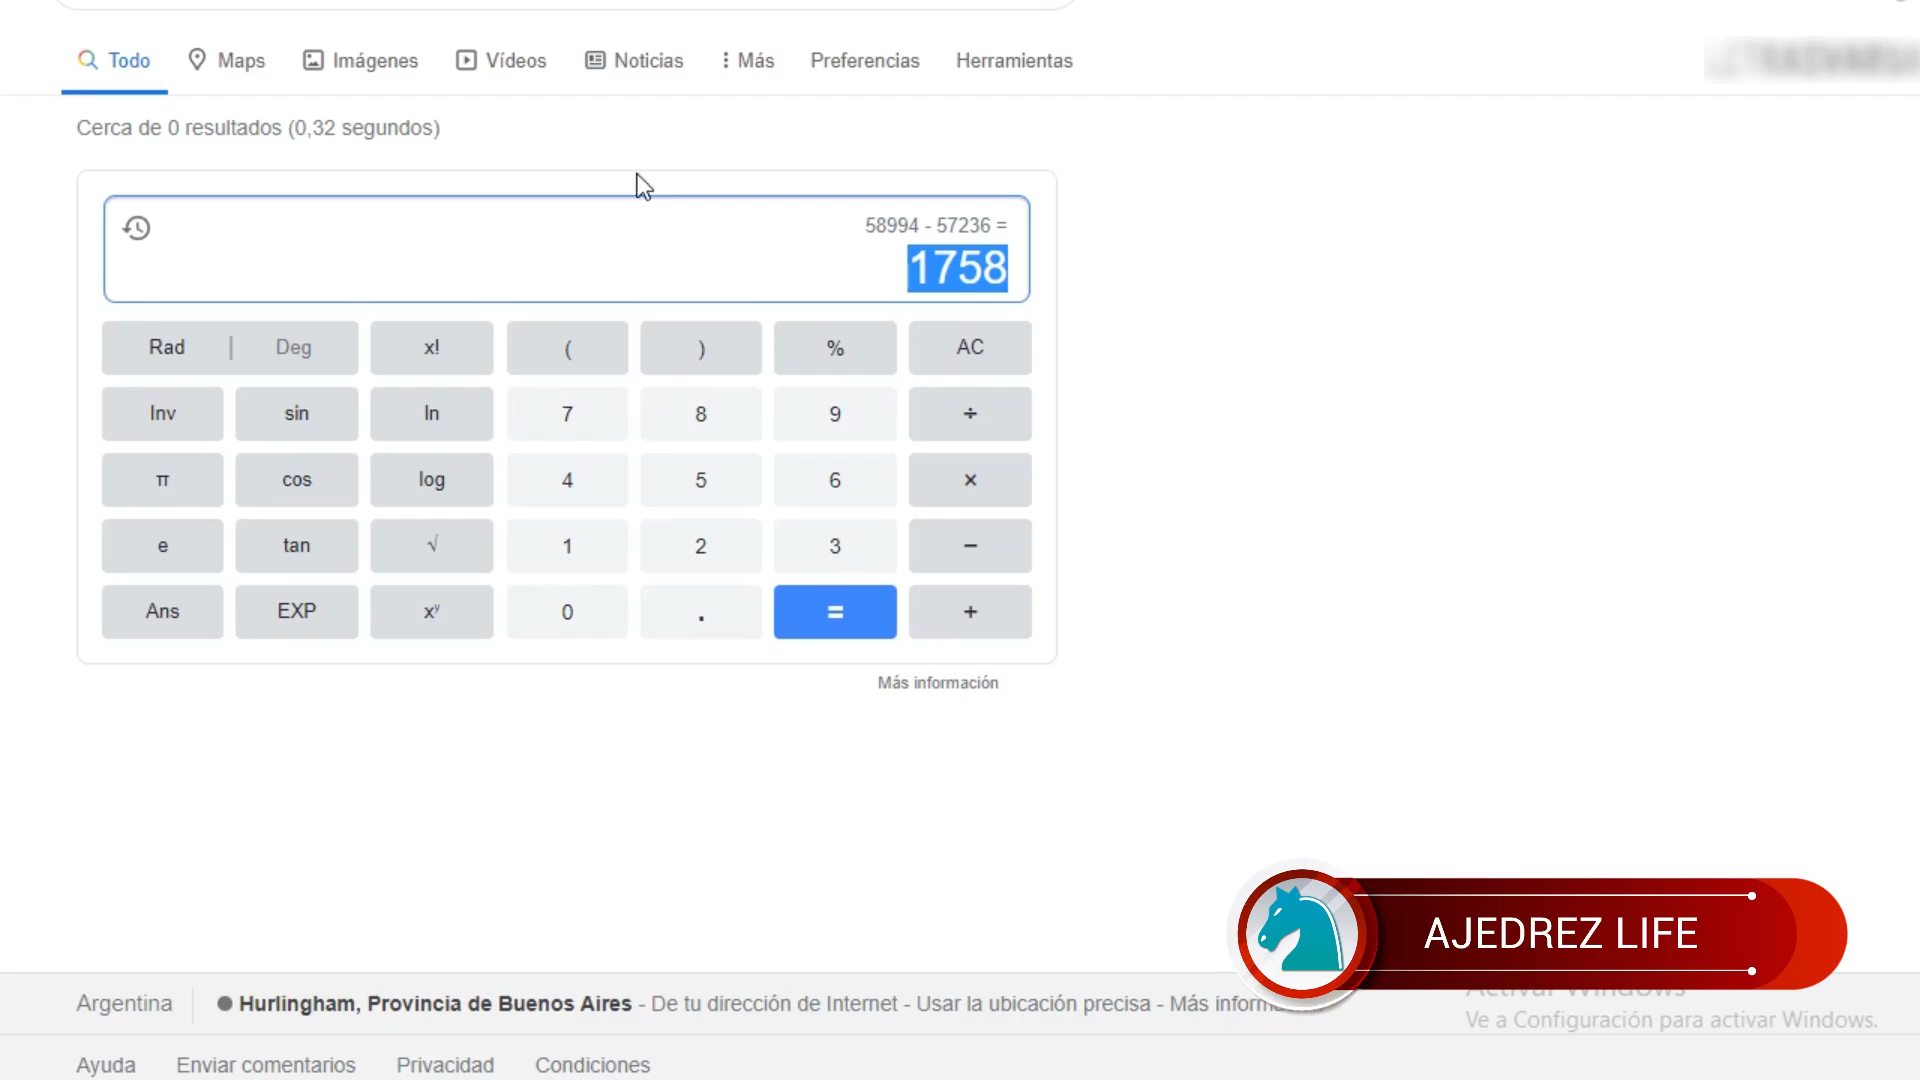 Todo Maps Imágenes Vídeos Noticias Más Preferencias Herramientas
Cerca de 0 resultados (0,32 segundos)
58994 - 57236 =
1758
Rad | Deg x! ( ) % AC
Inv sin ln 7 8 9 ÷
π cos log 4 5 6 ×
e tan √ 1 2 3 −
Ans EXP xʸ 0 . = +
Más información
AJEDREZ LIFE
Argentina Hurlingham, Provincia de Buenos Aires - De tu dirección de Internet - Usar la ubicación precisa - Más
Activar Windows
Ve a Configuración para activar Windows.
Ayuda Enviar comentarios Privacidad Condiciones